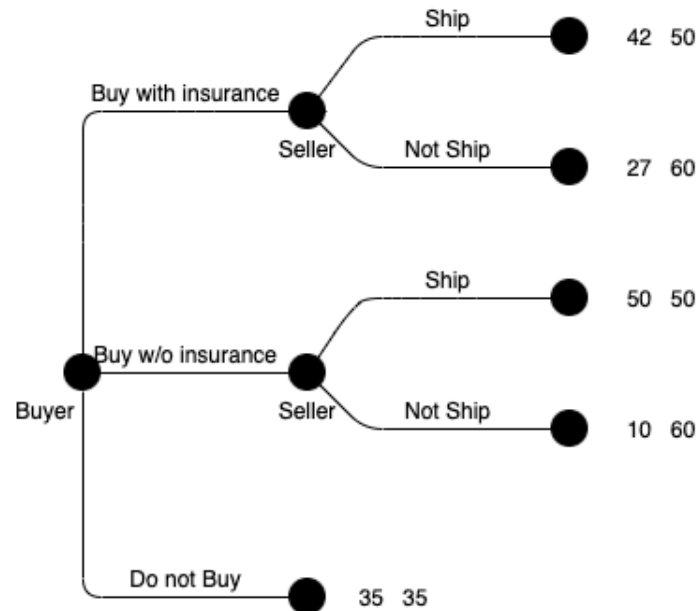 Ship
42 50
Buy with insurance
Seller
Not Ship
27 60
Ship
50 50
Buy w/o insurance
Buyer
Seller
Not Ship
10 60
Do not Buy
35 35